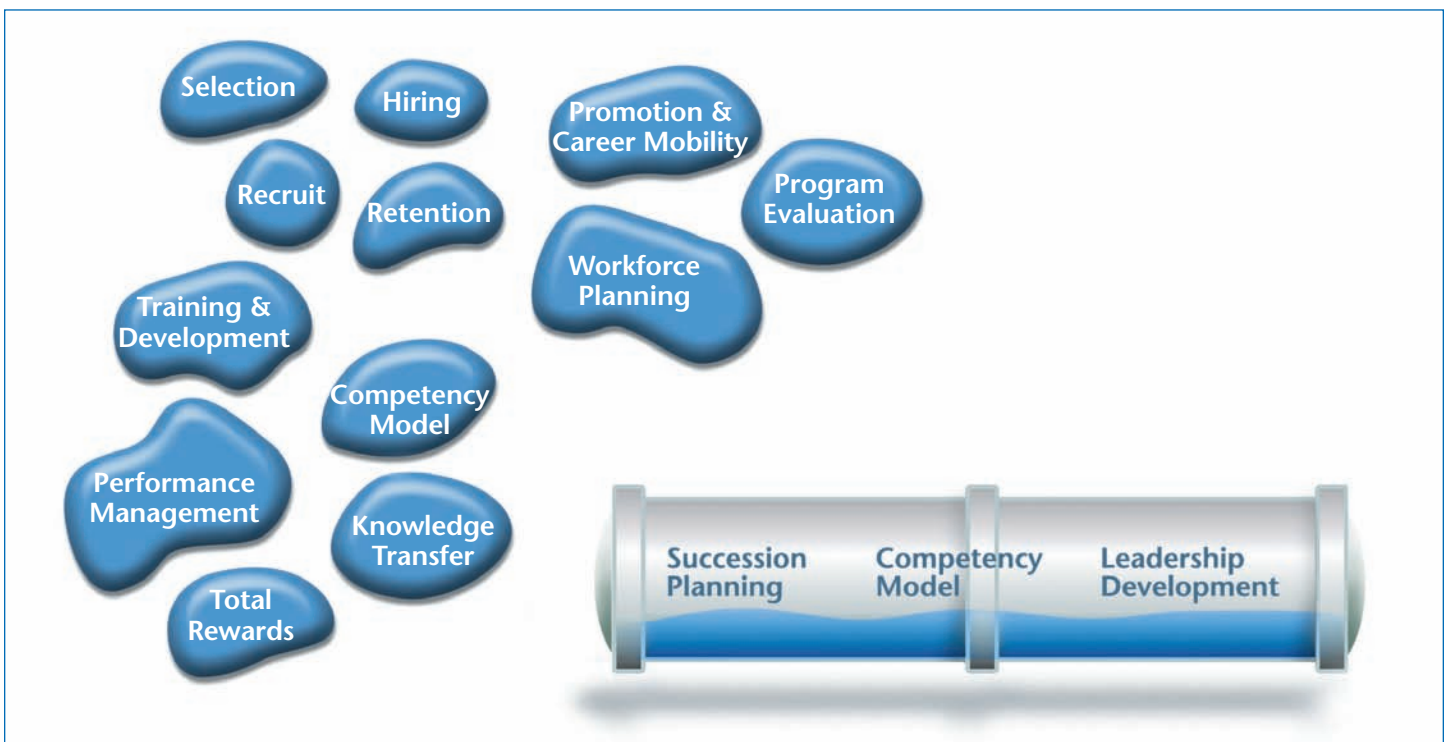 Selection
Hiring
Promotion &
Career Mobility
Recruit
Retention
Program
Evaluation
Workforce
Planning
Training &
Development
Competency
Model
Performance
Management
Knowledge
Transfer
Total
Rewards
Succession
Planning
Competency
Model
Leadership
Development